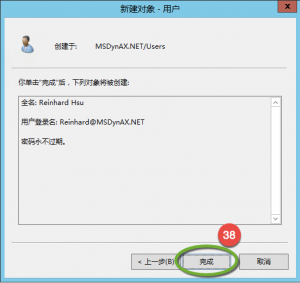 新建对象 - 用户
x
创建于: MSDynAX.NET/Users
你单击"完成"后，下列对象将被创建:
全名: Reinhard Hsu
用户登录名: Reinhard@MSDynAX.NET
密码永不过期。
38
< 上一步(B) 完成 取消